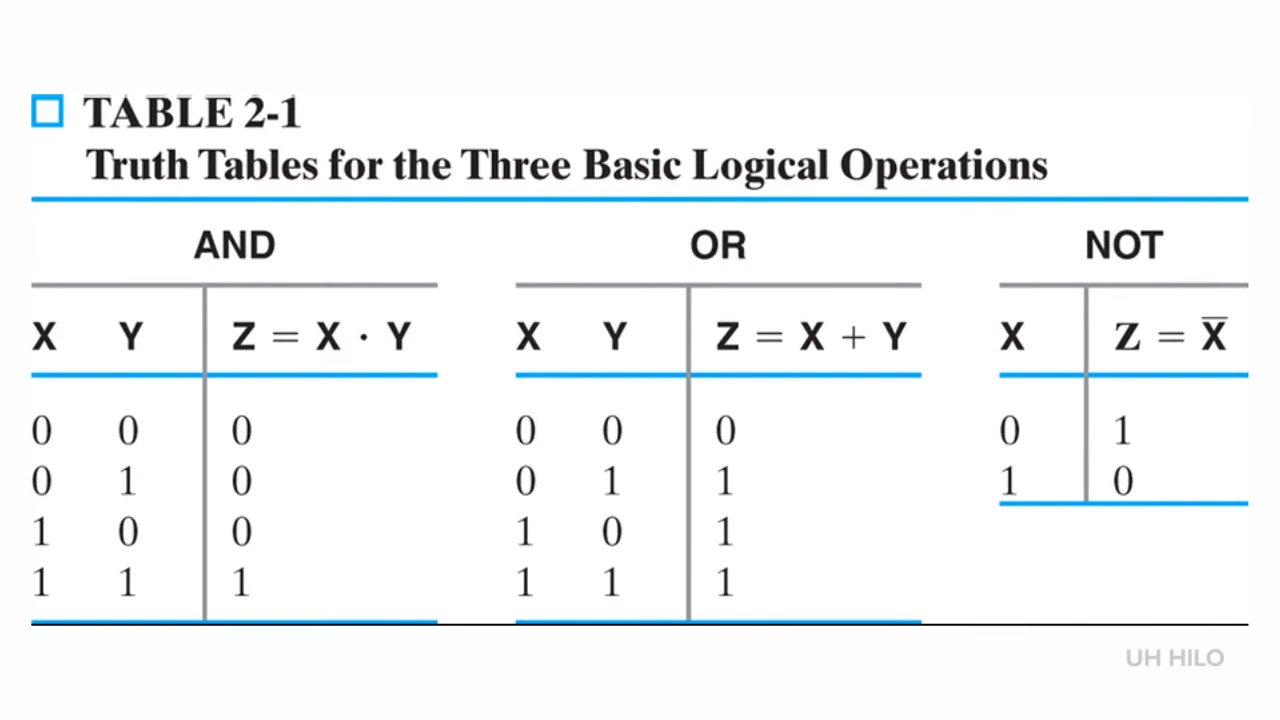 TABLE 2-1
Truth Tables for the Three Basic Logical Operations
AND OR NOT
X Y Z = X · Y X Y Z = X + Y X Z = X̅
0 0 0 0 0 0 0 1
0 1 0 0 1 1 1 0
1 0 0 1 0 1
1 1 1 1 1 1
UH HILO